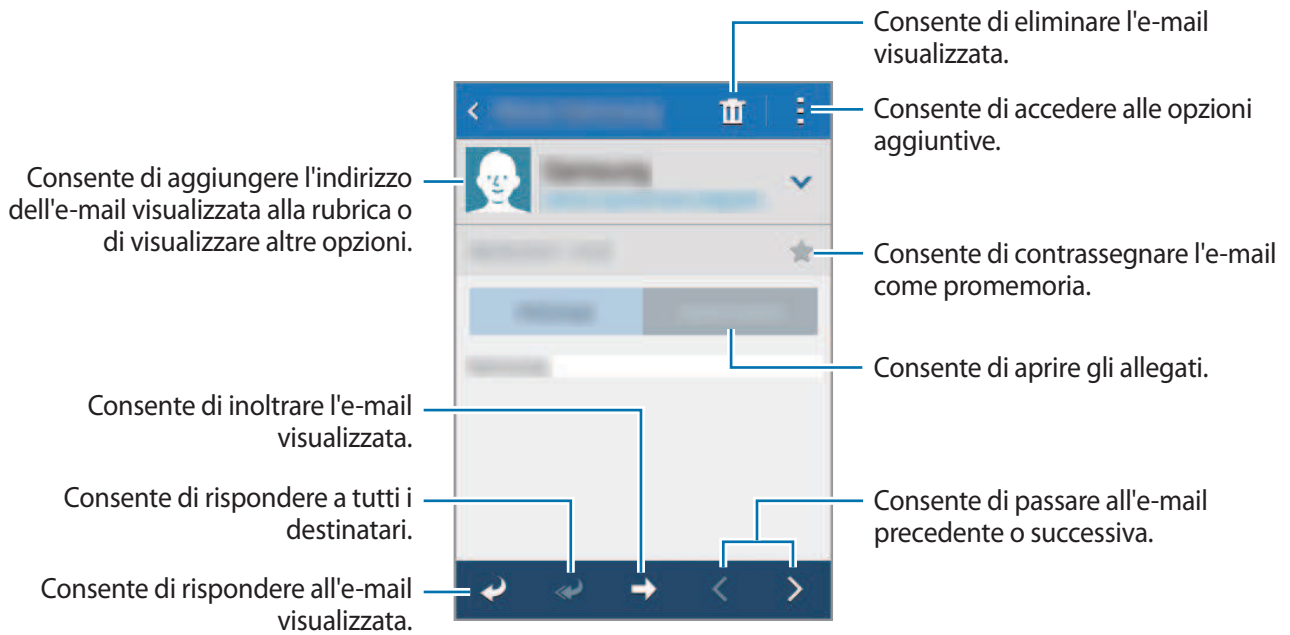 Consente di eliminare l'e-mail
visualizzata.
Consente di accedere alle opzioni
aggiuntive.
Consente di aggiungere l'indirizzo
dell'e-mail visualizzata alla rubrica o
di visualizzare altre opzioni.
Consente di contrassegnare l'e-mail
come promemoria.
Consente di aprire gli allegati.
Consente di inoltrare l'e-mail
visualizzata.
Consente di rispondere a tutti i
destinatari.
Consente di passare all'e-mail
precedente o successiva.
Consente di rispondere all'e-mail
visualizzata.